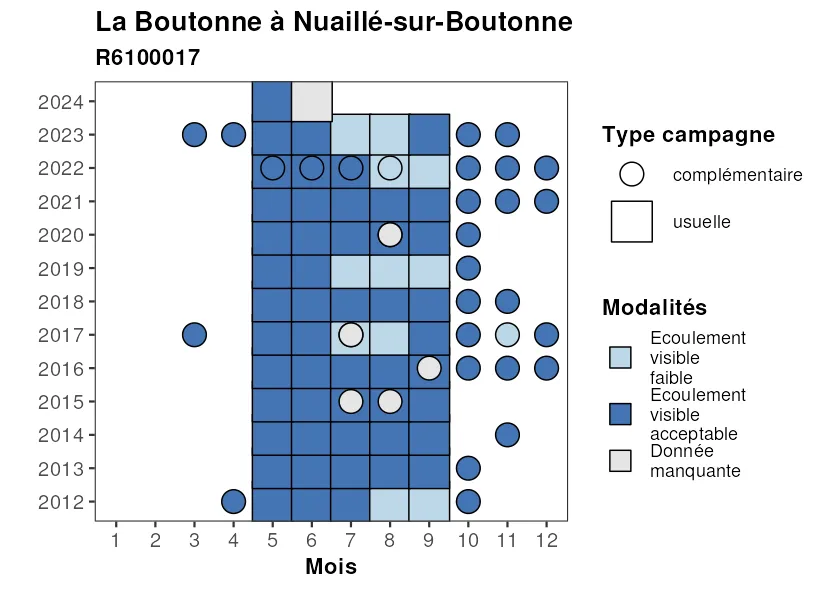 La Boutonne à Nuaillé-sur-Boutonne
R6100017
2024
2023
2022
2021
2020
2019
2018
2017
2016
2015
2014
2013
2012
1 2 3 4 5 6 7 8 9 10 11 12
Mois
Type campagne
complémentaire
usuelle
Modalités
Ecoulement
visible
faible
Ecoulement
visible
acceptable
Donnée
manquante